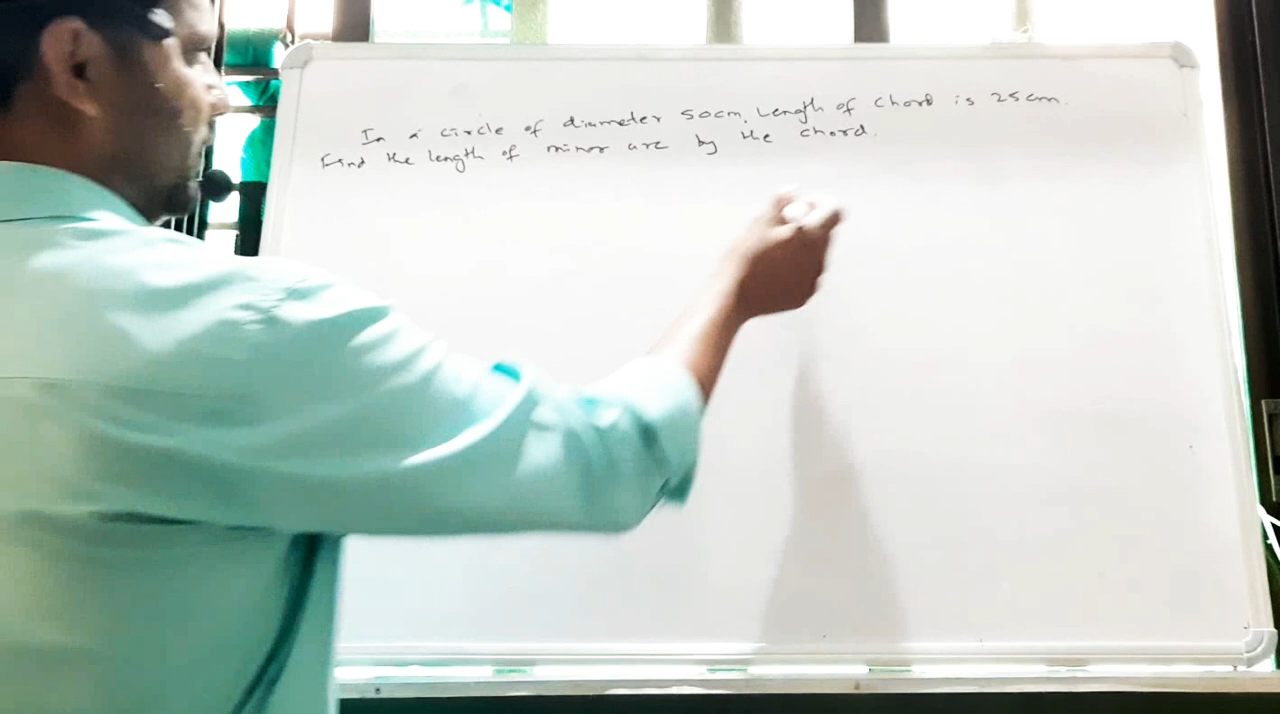 In a circle of diameter 50cm, Length of chord is 25cm.
Find the length of minor arc by the chord.